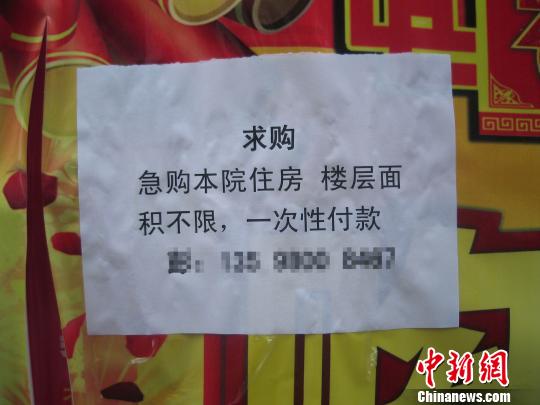 求购
急购本院住房 楼层面
积不限，一次性付款
中新网
Chinanews.com